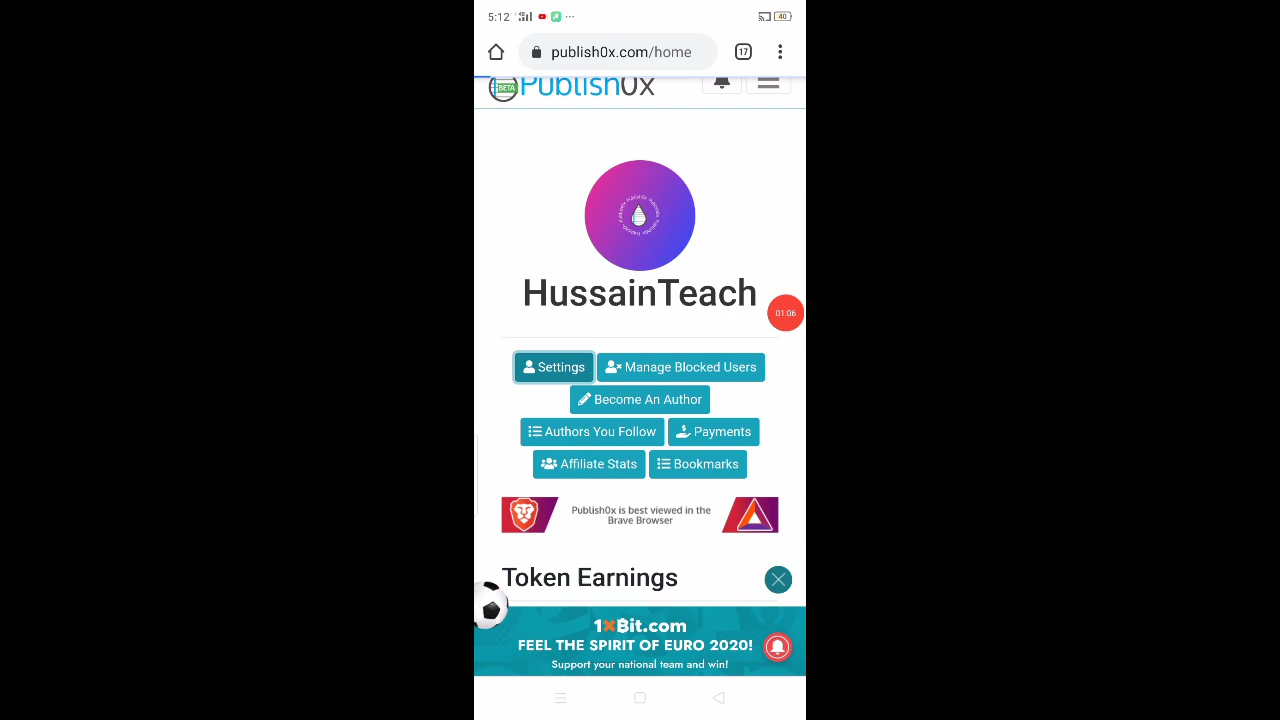 5:12
40
publish0x.com/home
17
BETA
Publish0x
HussainTeach
01:06
Settings
Manage Blocked Users
Become An Author
Authors You Follow
Payments
Affiliate Stats
Bookmarks
Publish0x is best viewed in the
Brave Browser
Token Earnings
1xBit.com
FEEL THE SPIRIT OF EURO 2020!
Support your national team and win!